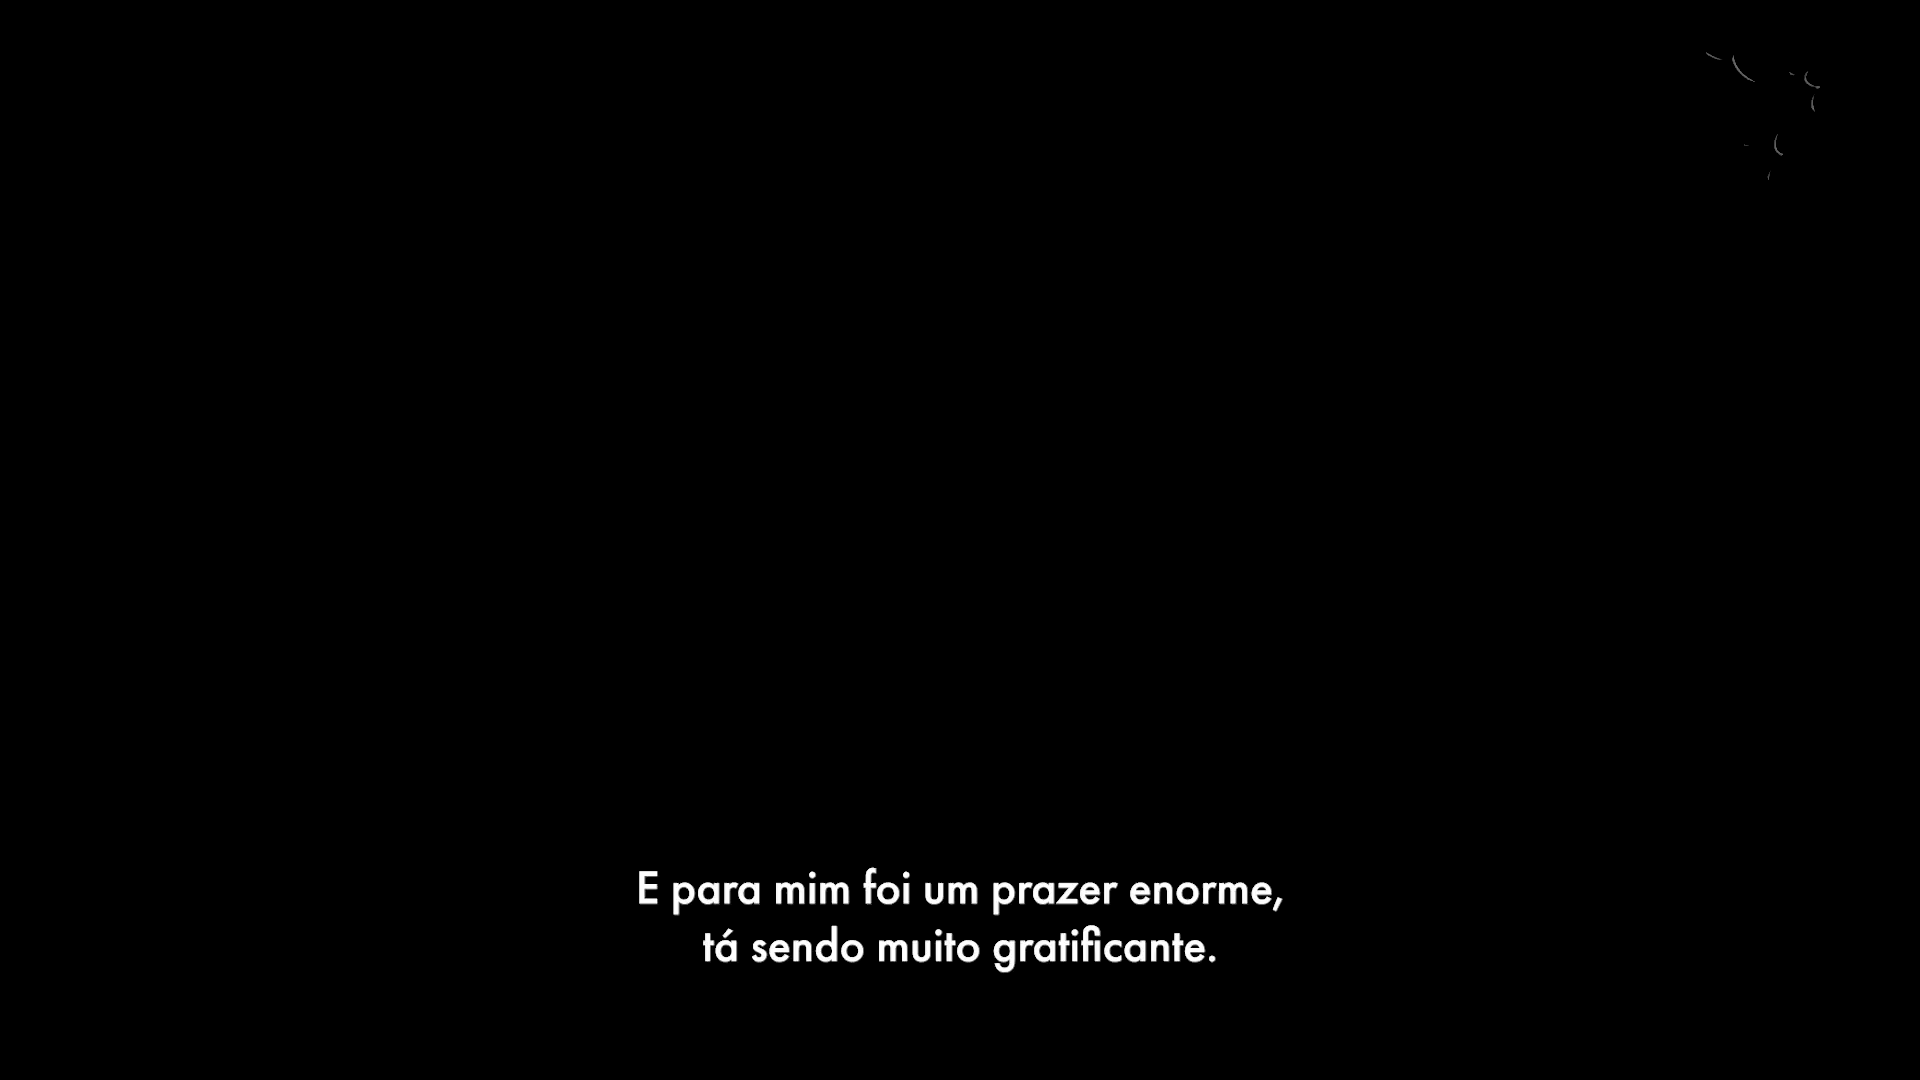 E para mim foi um prazer enorme,
tá sendo muito gratificante.